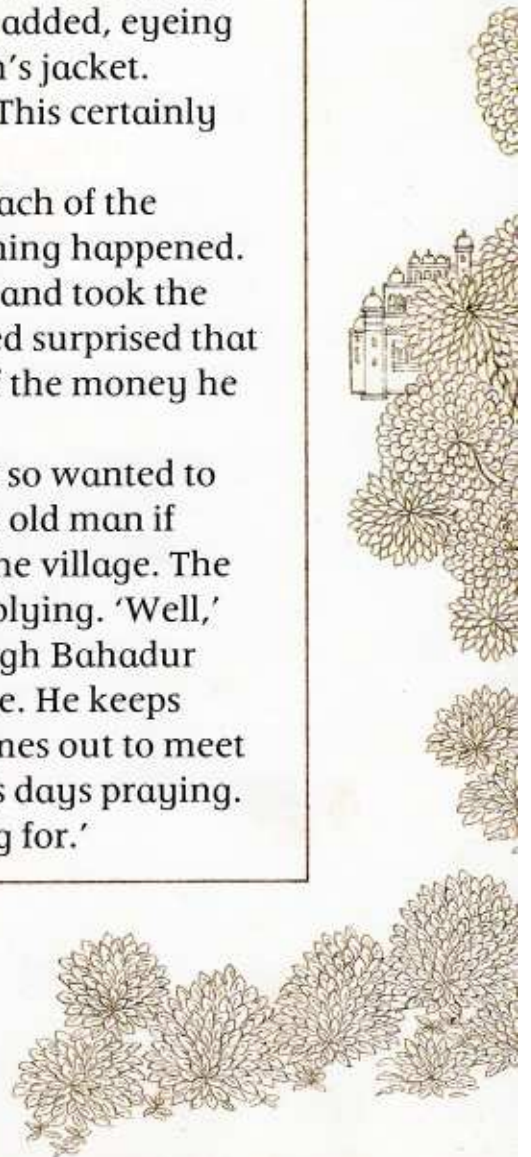 added, eyeing
n's jacket.
This certainly
ach of the
ning happened.
and took the
ed surprised that
f the money he
so wanted to
old man if
he village. The
plying. 'Well,'
gh Bahadur
e. He keeps
nes out to meet
s days praying.
g for.'